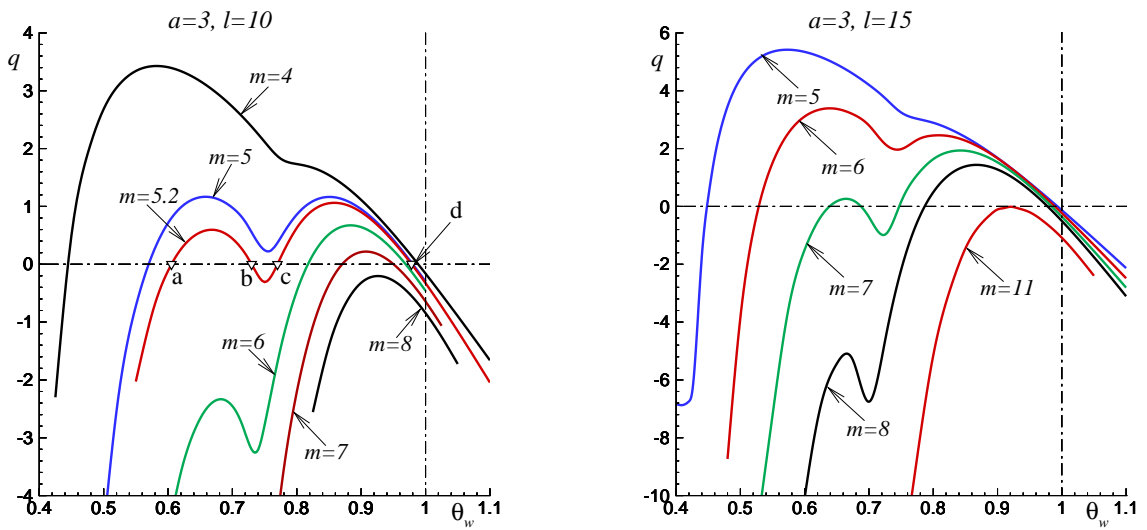 a=3, l=10
q
4
3
2
1
0
-1
-2
-3
-4
m=4
m=5
m=5.2
d
a
b
c
m=6
m=8
m=7
0.4 0.5 0.6 0.7 0.8 0.9 1 1.1
θw
a=3, l=15
q
6
4
2
0
-2
-4
-6
-8
-10
m=5
m=6
m=7
m=11
m=8
0.4 0.5 0.6 0.7 0.8 0.9 1 1.1
θw